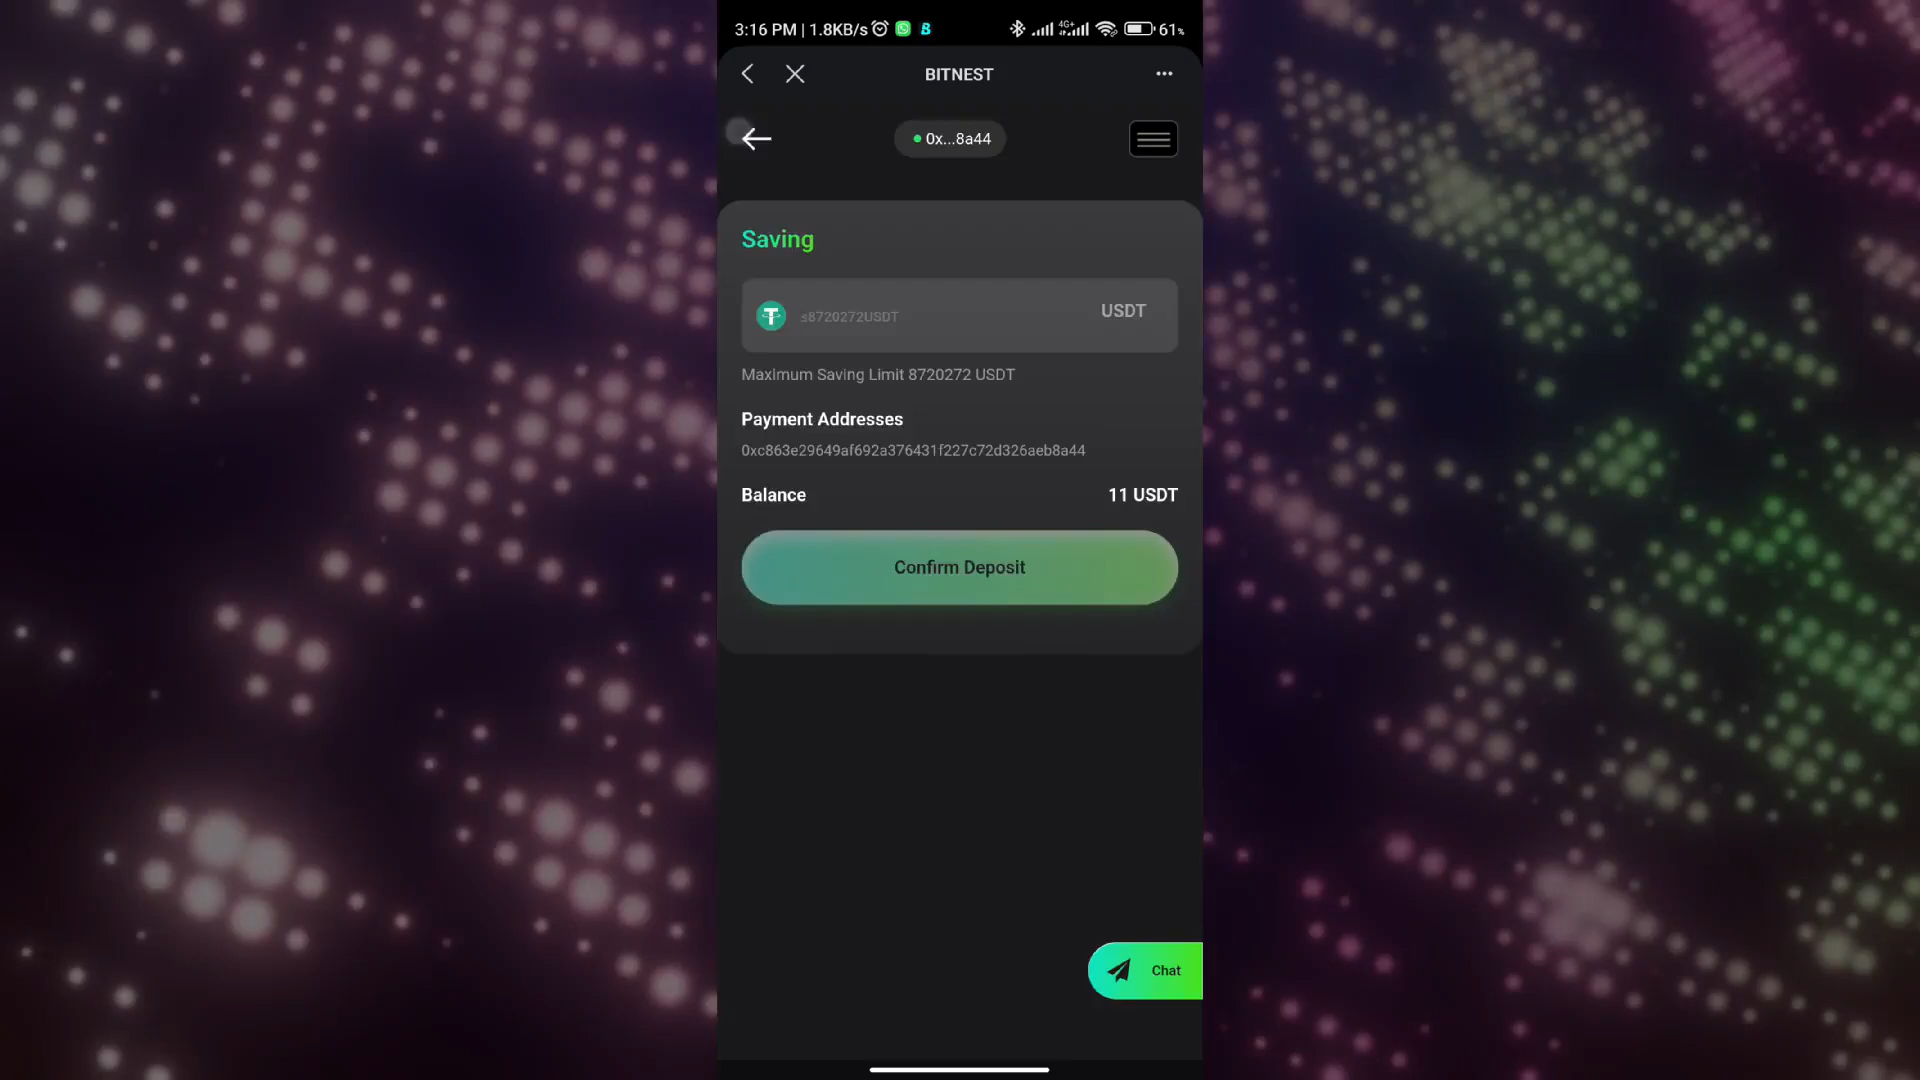 3:16 PM | 1.8KB/s 4G+ 61%
BITNEST
0x...8a44
Saving
≤8720272USDT USDT
Maximum Saving Limit 8720272 USDT
Payment Addresses
0xc863e29649af692a376431f227c72d326aeb8a44
Balance 11 USDT
Confirm Deposit
Chat